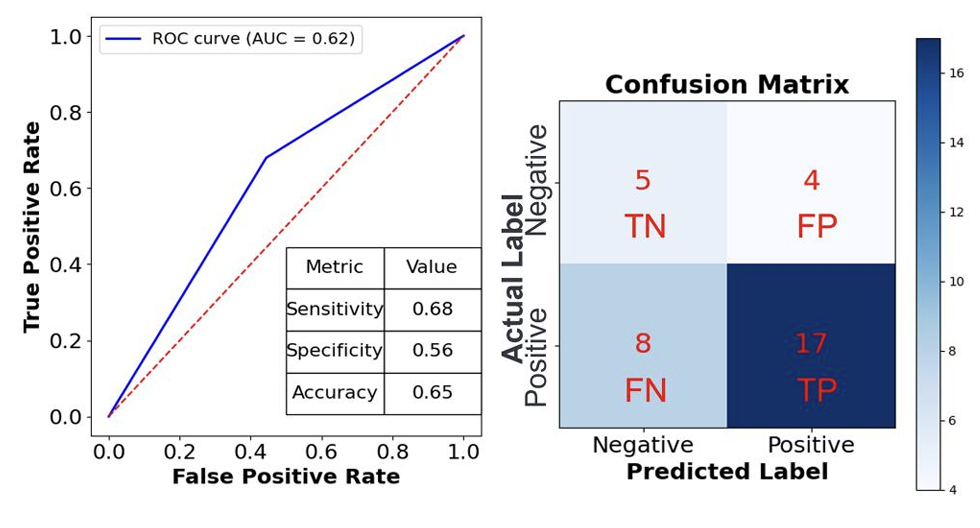 ROC curve (AUC = 0.62)
1.0
0.8
0.6
0.4
0.2
0.0
True Positive Rate
Metric Value
Sensitivity 0.68
Specificity 0.56
Accuracy 0.65
0.0 0.2 0.4 0.6 0.8 1.0
False Positive Rate
Confusion Matrix
Actual Label
Negative
Positive
5 4
TN FP
8 17
FN TP
Negative Positive
Predicted Label
16
14
12
10
8
6
4